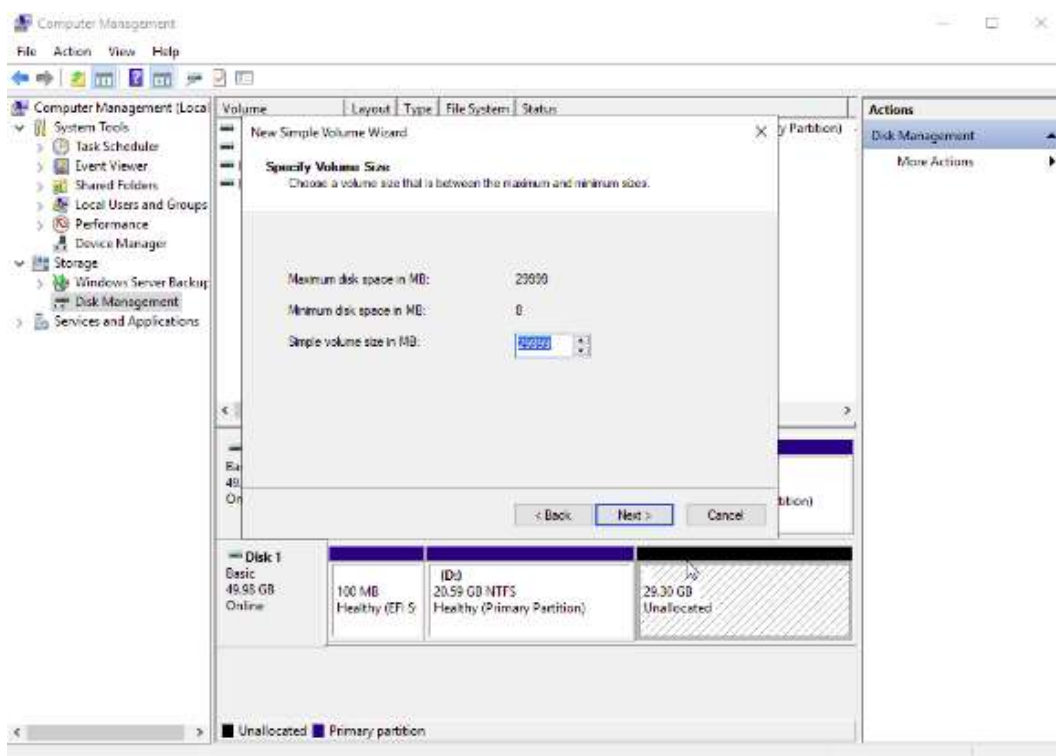 Computer Management
File Action View Help
Computer Management (Local
System Tools
Task Scheduler
Event Viewer
Shared Folders
Local Users and Groups
Performance
Device Manager
Storage
Windows Server Backup
Disk Management
Services and Applications
Volume Layout Type File System Status
y Partition)
New Simple Volume Wizard
Specify Volume Size
Choose a volume size that is between the maximum and minimum sizes.
Maximum disk space in MB: 29999
Minimum disk space in MB: 8
Simple volume size in MB: 29999
< Back Next > Cancel
Ba
49.
On
tition)
Disk 1
Basic
49.98 GB
Online
100 MB
Healthy (EFI S
(D:)
20.59 GB NTFS
Healthy (Primary Partition)
29.30 GB
Unallocated
Unallocated Primary partition
Actions
Disk Management
More Actions